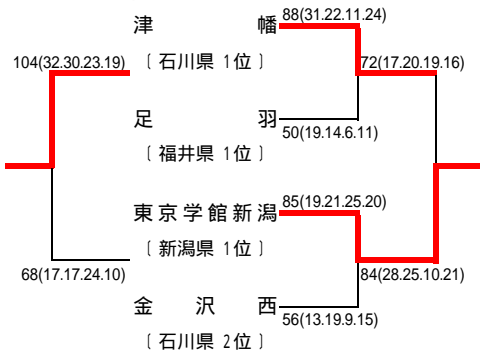 津幡
88(31.22.11.24)
104(32.30.23.19)
〔石川県 1位〕
72(17.20.19.16)
足羽
50(19.14.6.11)
〔福井県 1位〕
東京学館新潟
85(19.21.25.20)
〔新潟県 1位〕
68(17.17.24.10)
84(28.25.10.21)
金沢西
56(13.19.9.15)
〔石川県 2位〕